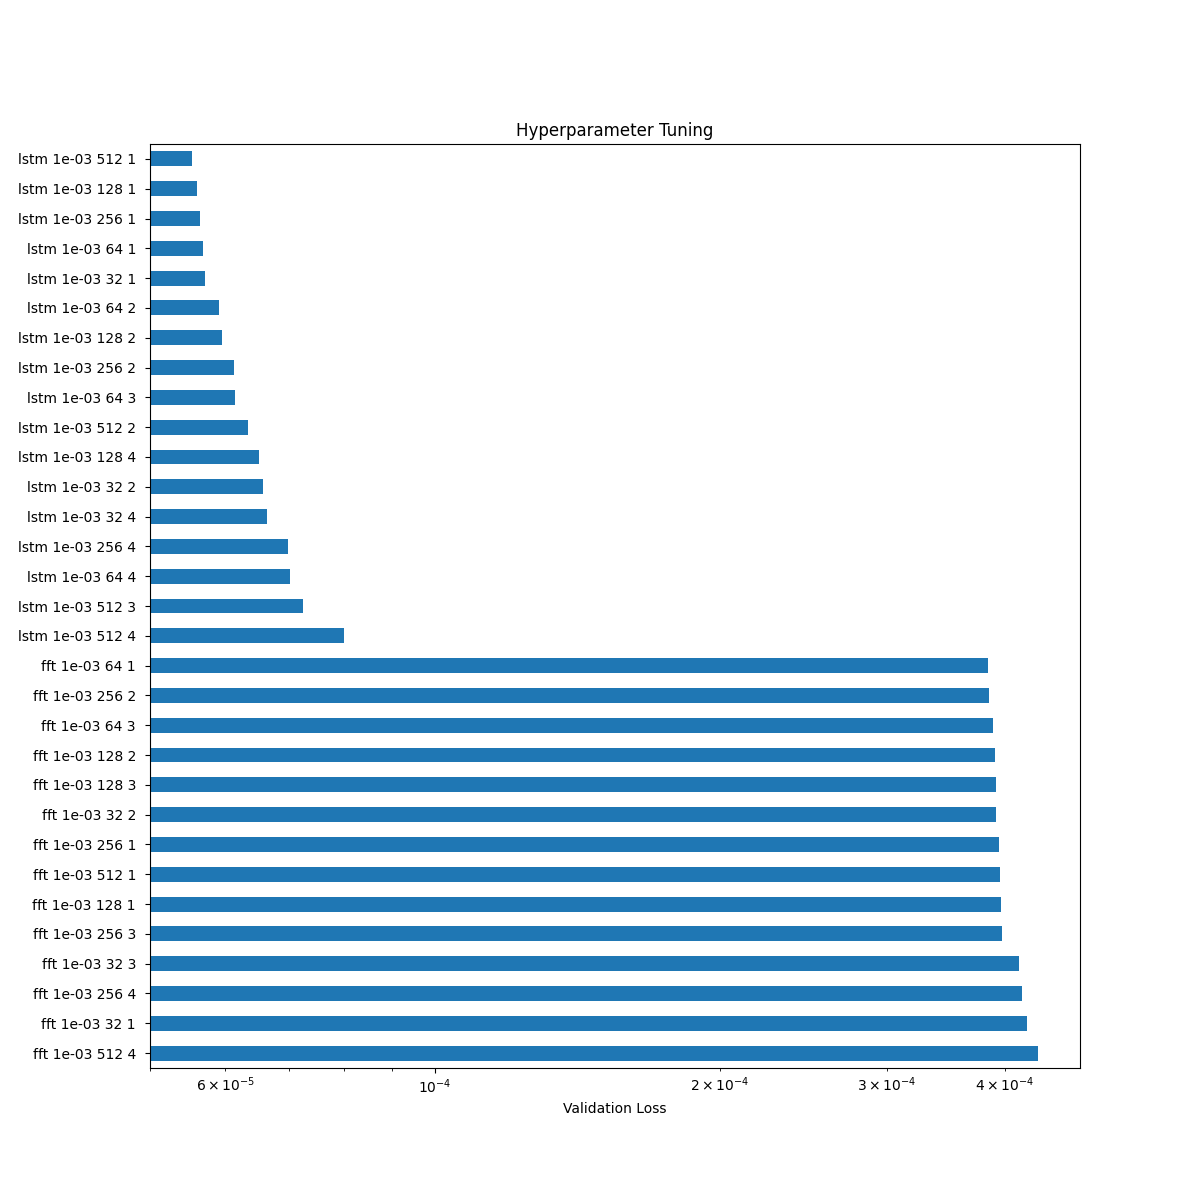 Hyperparameter Tuning
lstm 1e-03 512 1
lstm 1e-03 128 1
lstm 1e-03 256 1
lstm 1e-03 64 1
lstm 1e-03 32 1
lstm 1e-03 64 2
lstm 1e-03 128 2
lstm 1e-03 256 2
lstm 1e-03 64 3
lstm 1e-03 512 2
lstm 1e-03 128 4
lstm 1e-03 32 2
lstm 1e-03 32 4
lstm 1e-03 256 4
lstm 1e-03 64 4
lstm 1e-03 512 3
lstm 1e-03 512 4
fft 1e-03 64 1
fft 1e-03 256 2
fft 1e-03 64 3
fft 1e-03 128 2
fft 1e-03 128 3
fft 1e-03 32 2
fft 1e-03 256 1
fft 1e-03 512 1
fft 1e-03 128 1
fft 1e-03 256 3
fft 1e-03 32 3
fft 1e-03 256 4
fft 1e-03 32 1
fft 1e-03 512 4
6 × 10⁻⁵ 10⁻⁴ 2 × 10⁻⁴ 3 × 10⁻⁴ 4 × 10⁻⁴
Validation Loss